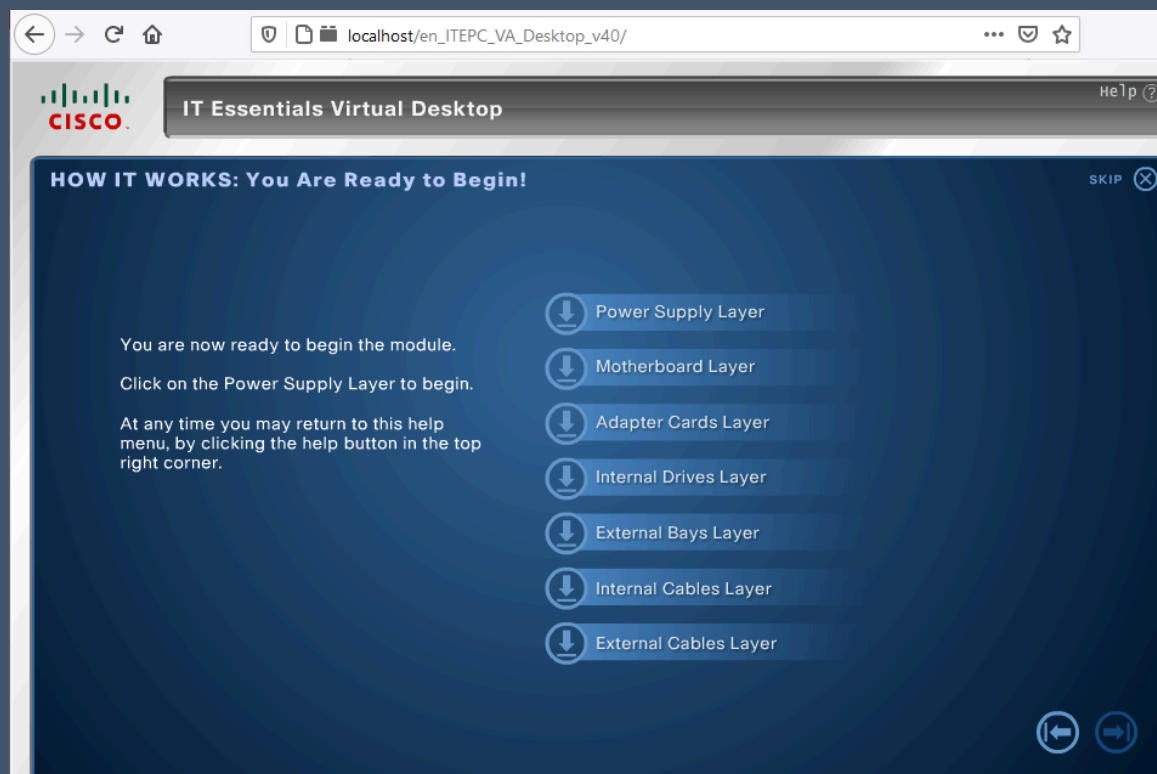 localhost/en_ITEPC_VA_Desktop_v40/
CISCO.
IT Essentials Virtual Desktop
Help ?
HOW IT WORKS: You Are Ready to Begin!
SKIP
Power Supply Layer
You are now ready to begin the module.
Motherboard Layer
Click on the Power Supply Layer to begin.
At any time you may return to this help
menu, by clicking the help button in the top
right corner.
Adapter Cards Layer
Internal Drives Layer
External Bays Layer
Internal Cables Layer
External Cables Layer